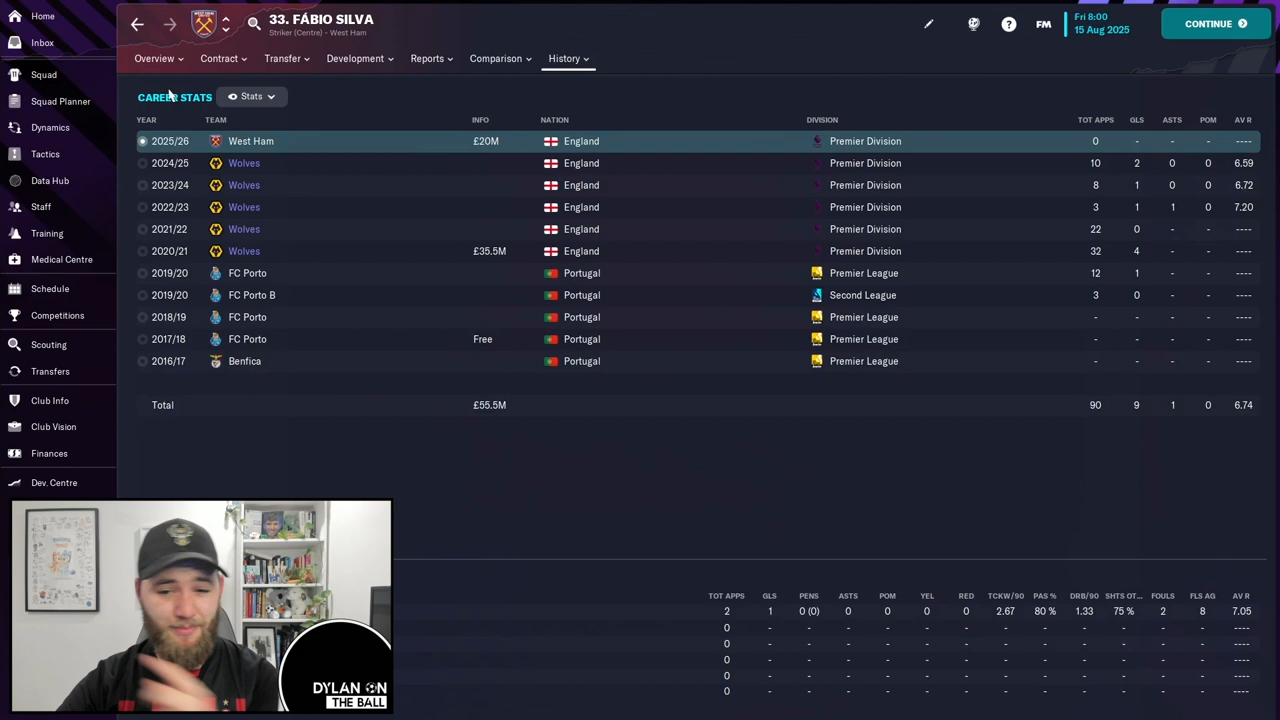 Home
Inbox
Squad
Squad Planner
Dynamics
Tactics
Data Hub
Staff
Training
Medical Centre
Schedule
Competitions
Scouting
Transfers
Club Info
Club Vision
Finances
Dev. Centre
33. FÁBIO SILVA
Striker (Centre) - West Ham
FM
Fri 8:00
15 Aug 2025
CONTINUE
Overview Contract Transfer Development Reports Comparison History
CAREER STATS Stats
YEAR TEAM INFO NATION DIVISION TOT APPS GLS ASTS POM AV R
2025/26 West Ham £20M England Premier Division 0 - - - ----
2024/25 Wolves England Premier Division 10 2 0 0 6.59
2023/24 Wolves England Premier Division 8 1 0 0 6.72
2022/23 Wolves England Premier Division 3 1 1 0 7.20
2021/22 Wolves England Premier Division 22 0 - - ----
2020/21 Wolves £35.5M England Premier Division 32 4 - - ----
2019/20 FC Porto Portugal Premier League 12 1 - - ----
2019/20 FC Porto B Portugal Second League 3 0 - - ----
2018/19 FC Porto Portugal Premier League - - - - ----
2017/18 FC Porto Free Portugal Premier League - - - - ----
2016/17 Benfica Portugal Premier League - - - - ----
Total £55.5M 90 9 1 0 6.74
TOT APPS GLS PENS ASTS POM YEL RED TCKW/90 PAS % DRB/90 SHTS OT... FOULS FLS AG AV R
2 1 0 (0) 0 0 0 0 2.67 80 % 1.33 75 % 2 8 7.05
0 - - - - - - - - - - - - ----
0 - - - - - - - - - - - - ----
0 - - - - - - - - - - - - ----
0 - - - - - - - - - - - - ----
0 - - - - - - - - - - - - ----
DYLAN ON
THE BALL